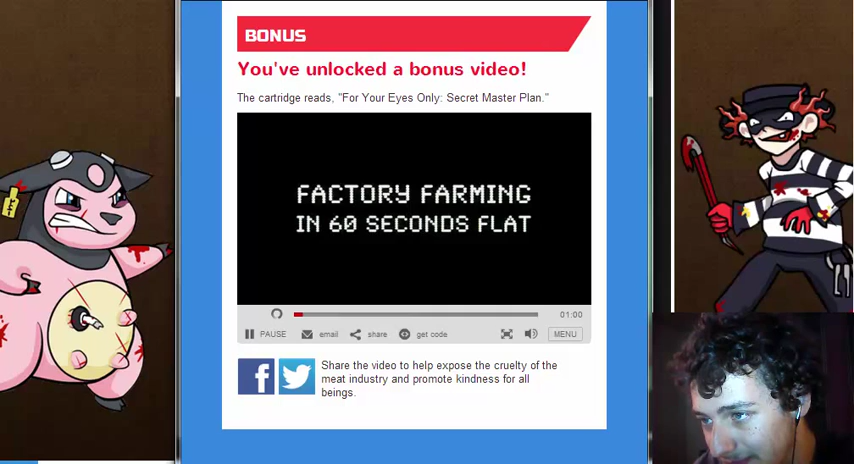 BONUS
You've unlocked a bonus video!
The cartridge reads, "For Your Eyes Only: Secret Master Plan."
FACTORY FARMING
IN 60 SECONDS FLAT
01:00
PAUSE email share get code MENU
f
Share the video to help expose the cruelty of the
meat industry and promote kindness for all
beings.